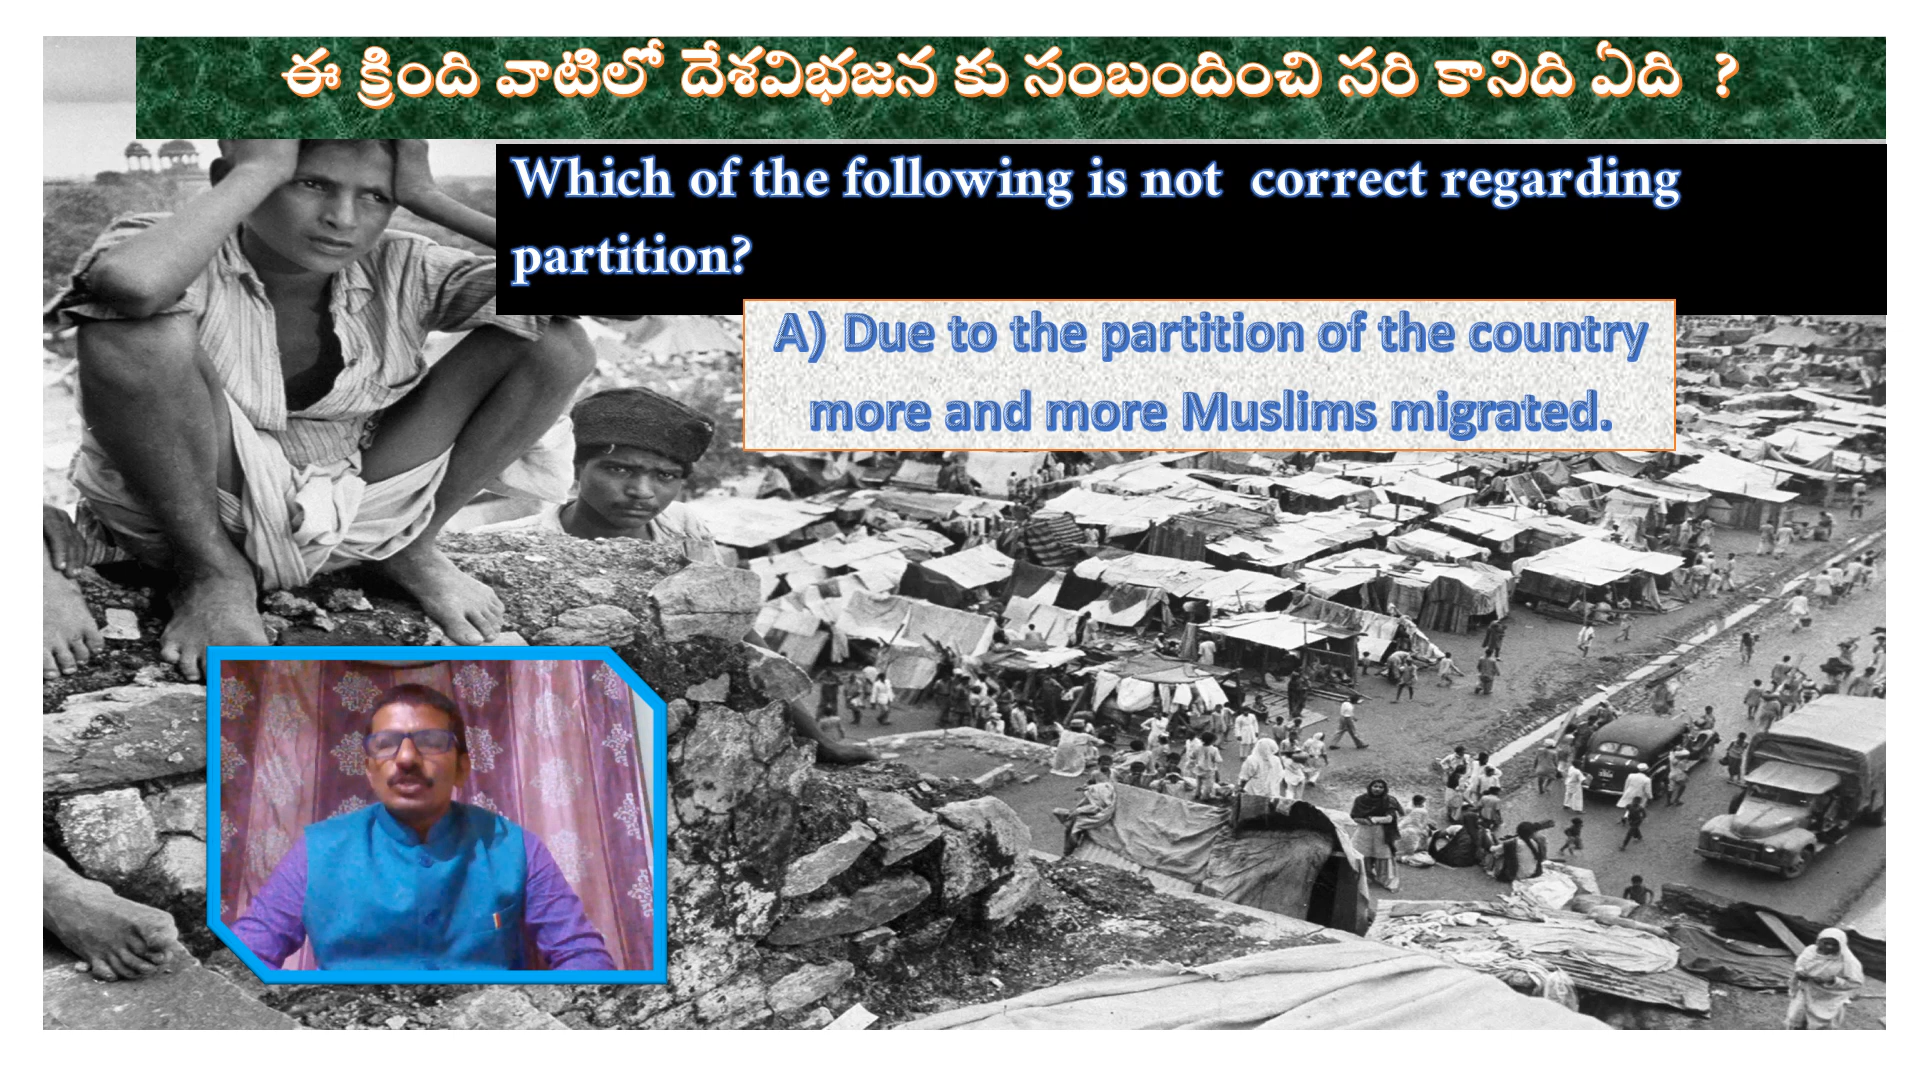 ఈ క్రింది వాటిలో దేశవిభజన కు సంబందించి సరి కానిది ఏది ?
Which of the following is not correct regarding
partition?
A) Due to the partition of the country
more and more Muslims migrated.